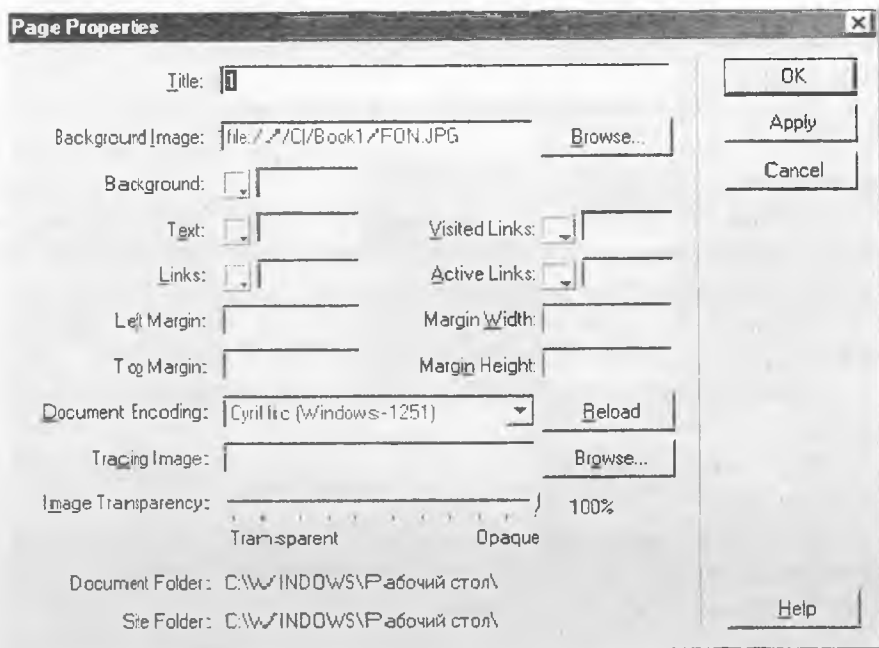 Page Properties
Title: 1
OK
Background Image: file:///C|/Book1/FON.JPG Browse...
Apply
Background:
Cancel
Text: Visited Links:
Links: Active Links:
Left Margin: Margin Width:
Top Margin: Margin Height:
Document Encoding: Cyrillic (Windows-1251) Reload
Tracing Image: Browse...
Image Transparency: 100%
Transparent Opaque
Document Folder: C:\WINDOWS\Рабочий стол\
Site Folder: C:\WINDOWS\Рабочий стол\
Help